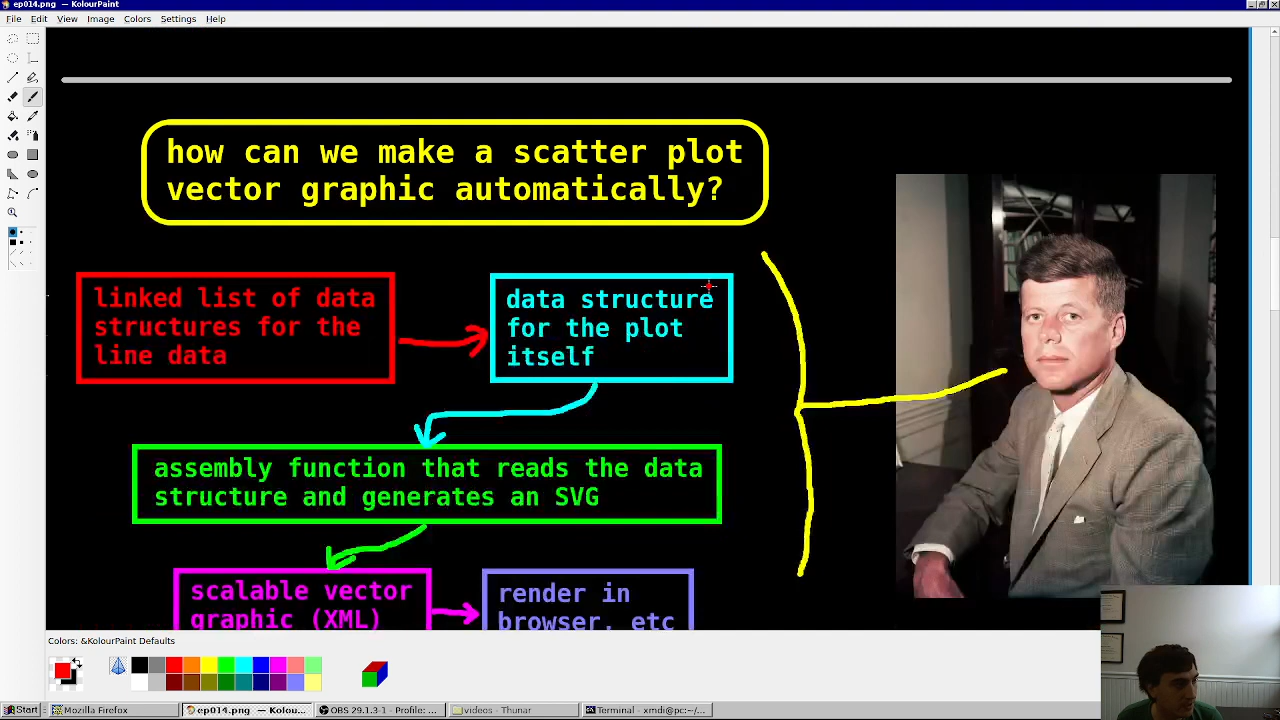 ep014.png — KolourPaint
File Edit View Image Colors Settings Help
how can we make a scatter plot
vector graphic automatically?
linked list of data
structures for the
line data
data structure
for the plot
itself
assembly function that reads the data
structure and generates an SVG
scalable vector
graphic (XML)
render in
browser, etc
Colors: &KolourPaint Defaults
Start
Mozilla Firefox
ep014.png — Kolou...
OBS 29.1.3-1 - Profile: ...
videos - Thunar
Terminal - xmdi@pc:~/...